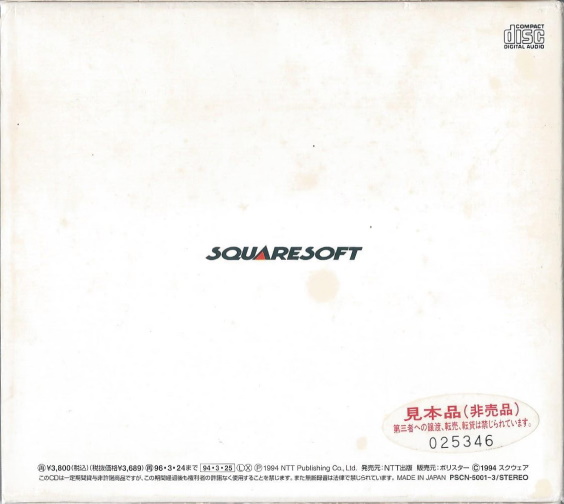 COMPACT
disc
DIGITAL AUDIO
SQUARESOFT
見本品(非売品)
第三者への譲渡、転売、転貸は禁じられています。
025346
再¥3,800(税込)(税抜価格¥3,689) 再96・3・24まで 94・3・25 ⓁⓍ Ⓟ1994 NTT Publishing Co., Ltd. 発売元:NTT出版 販売元:ポリスター Ⓒ1994 スクウェア
このCDは一定期間貸与非許諾商品ですが、この期間経過後も権利者の許諾なく使用することを禁じます。また無断録音は法律で禁じられています。 MADE IN JAPAN PSCN-5001~3/STEREO